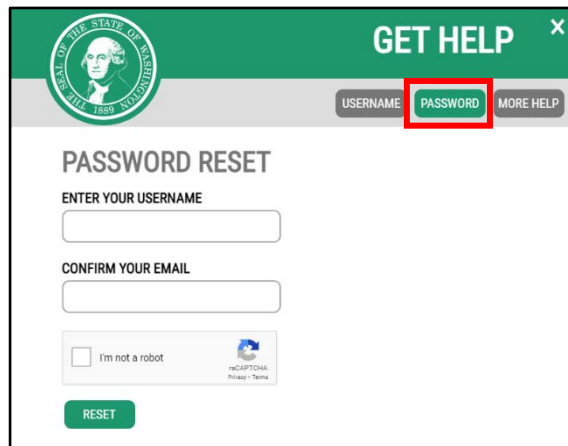 THE SEAL OF THE STATE OF WASHINGTON
1889
GET HELP
×
USERNAME PASSWORD MORE HELP
PASSWORD RESET
ENTER YOUR USERNAME
CONFIRM YOUR EMAIL
I'm not a robot
reCAPTCHA
Privacy - Terms
RESET